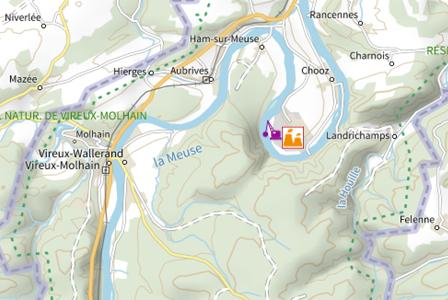 Rancennes
Niverlée
Ham-sur-Meuse
Charnois
RÉS
Hierges
Aubrives
Chooz
Mazée
L NATUR. DE VIREUX-MOLHAIN
Molhain
Landrichamps
Vireux-Wallerand
la Meuse
Vireux-Molhain
la Houille
Felenne